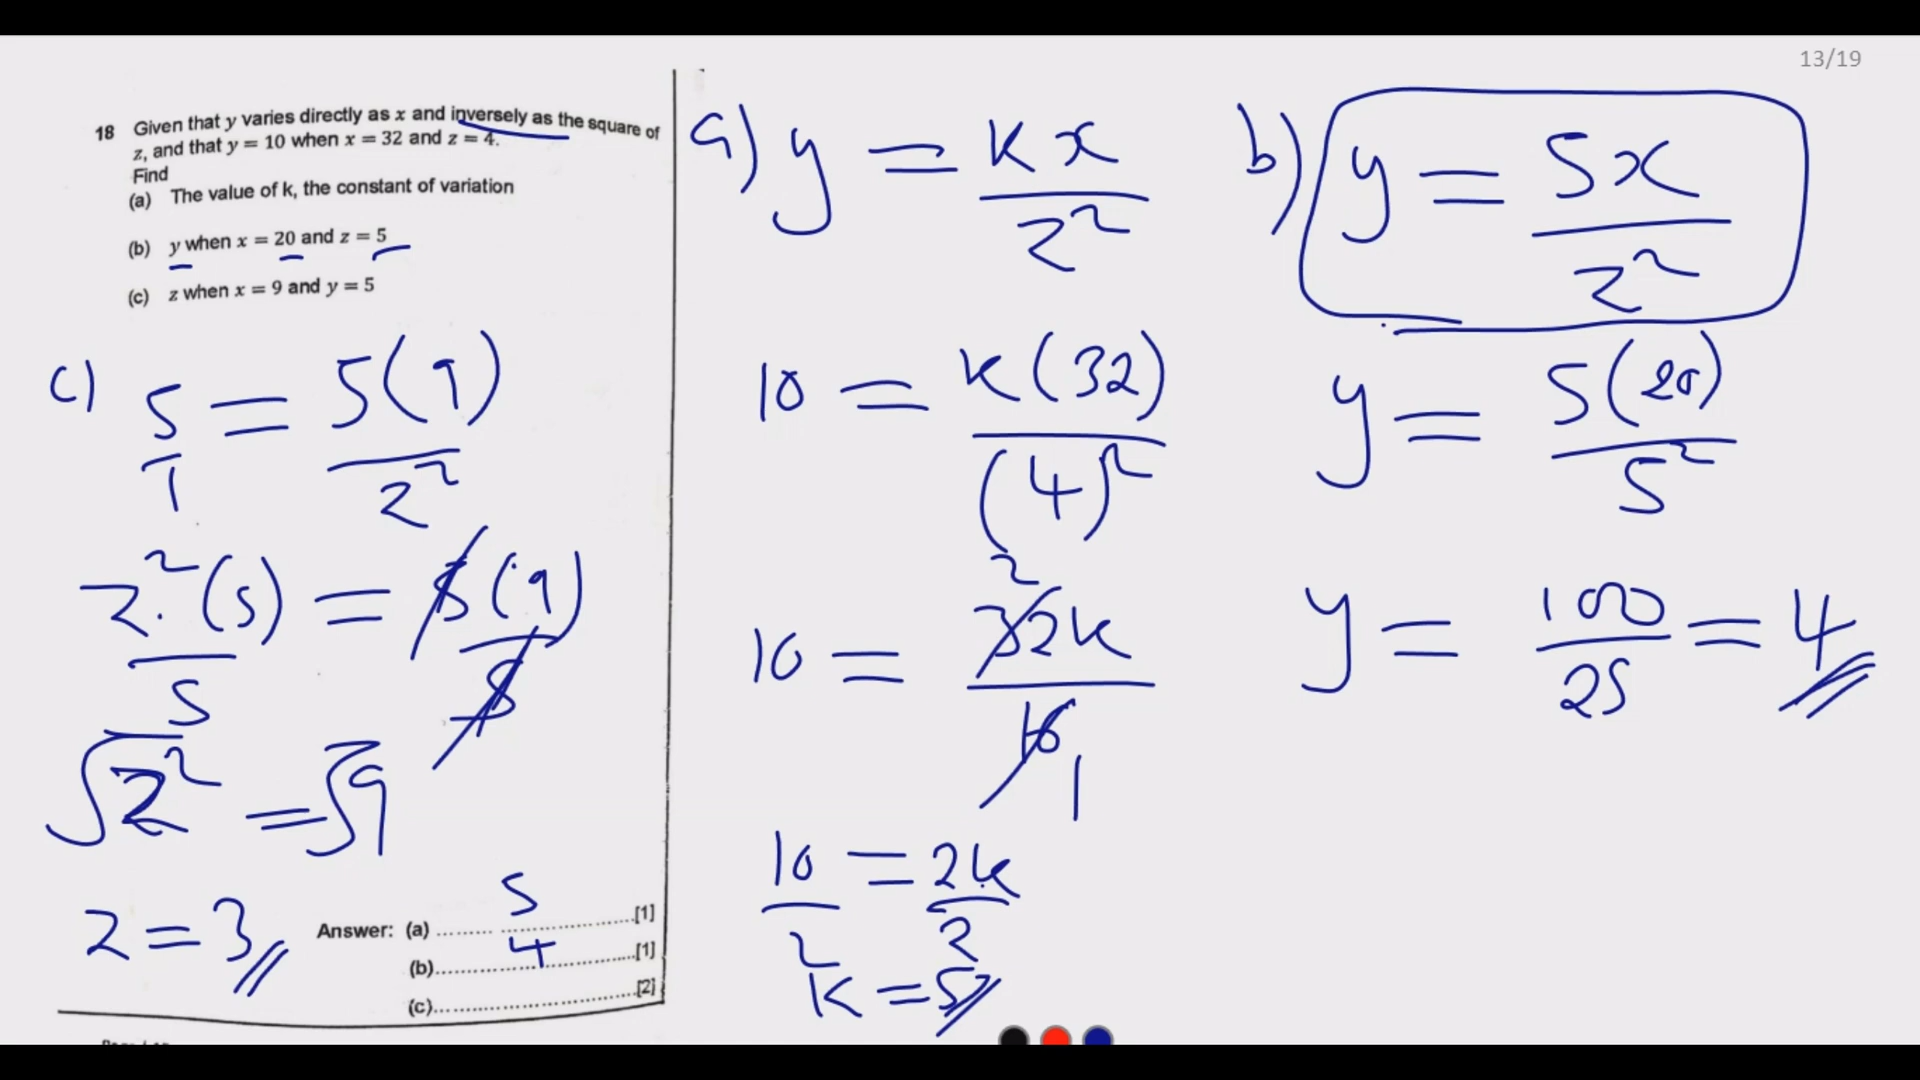 13/19
18 Given that y varies directly as x and inversely as the square of
z, and that y = 10 when x = 32 and z = 4.
Find
(a) The value of k, the constant of variation
(b) y when x = 20 and z = 5
(c) z when x = 9 and y = 5
c) 5/1 = 5(9)/z²
z²(5)/5 = 5(9)/5
√z² = √9
z = 3
Answer: (a) ........ 5 ........ [1]
(b) ........ 4 ........ [1]
(c) ................ [2]
a) y = kx/z²
10 = k(32)/(4)²
10 = 32k/16
2
1
10/2 = 2k/2
k = 5
b) y = 5x/z²
y = 5(20)/5²
y = 100/25 = 4